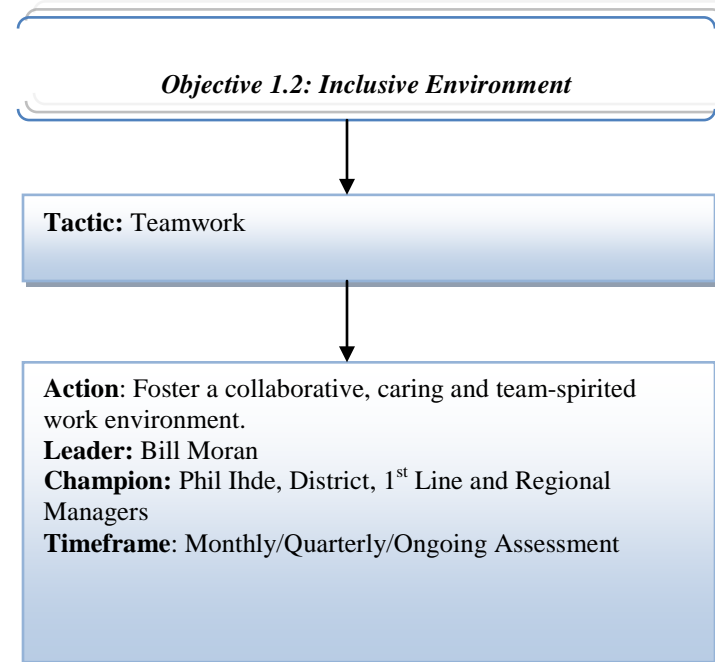 Objective 1.2: Inclusive Environment
Tactic: Teamwork
Action: Foster a collaborative, caring and team-spirited
work environment.
Leader: Bill Moran
Champion: Phil Ihde, District, 1st Line and Regional
Managers
Timeframe: Monthly/Quarterly/Ongoing Assessment